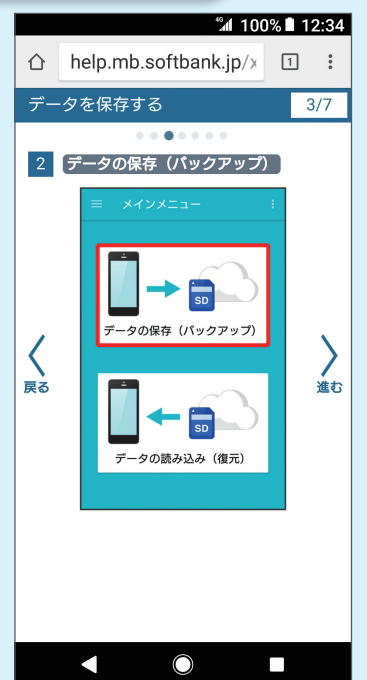 4G 100% 12:34
help.mb.softbank.jp/x 1
データを保存する 3/7
2 データの保存（バックアップ）
メインメニュー
SD
データの保存（バックアップ）
戻る
進む
SD
データの読み込み（復元）